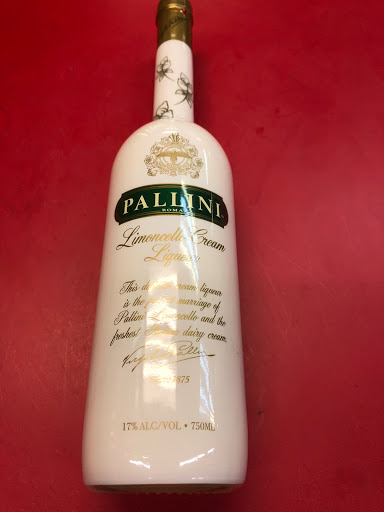 PALLINI
ROMA
Limoncello Cream
Liqueur
This cream liqueur
is the marriage of
Pallini Limoncello and the
freshest dairy cream.
1875
17% ALC/VOL • 750ML